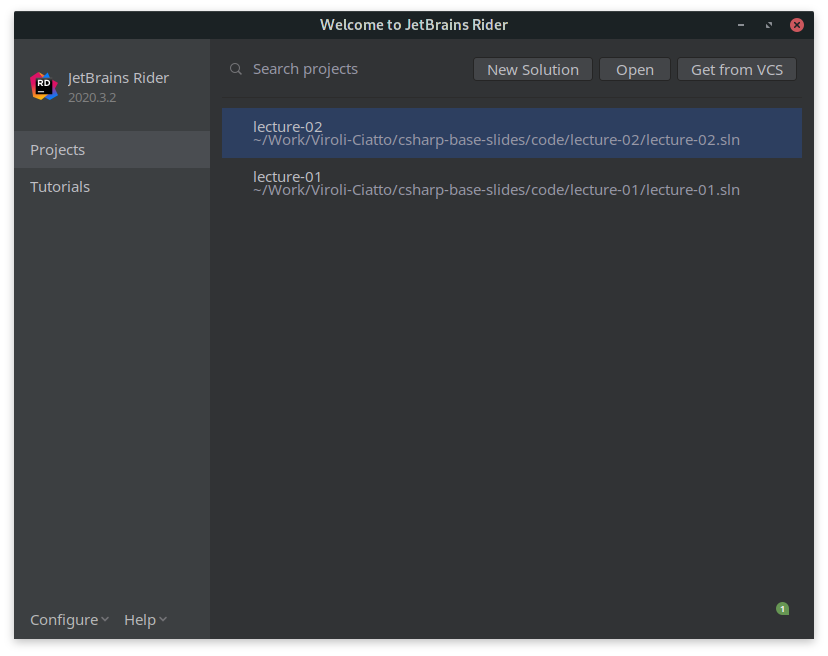 Welcome to JetBrains Rider
RD
JetBrains Rider
2020.3.2
Projects
Tutorials
Search projects
New Solution
Open
Get from VCS
lecture-02
~/Work/Viroli-Ciatto/csharp-base-slides/code/lecture-02/lecture-02.sln
lecture-01
~/Work/Viroli-Ciatto/csharp-base-slides/code/lecture-01/lecture-01.sln
Configure
Help
1